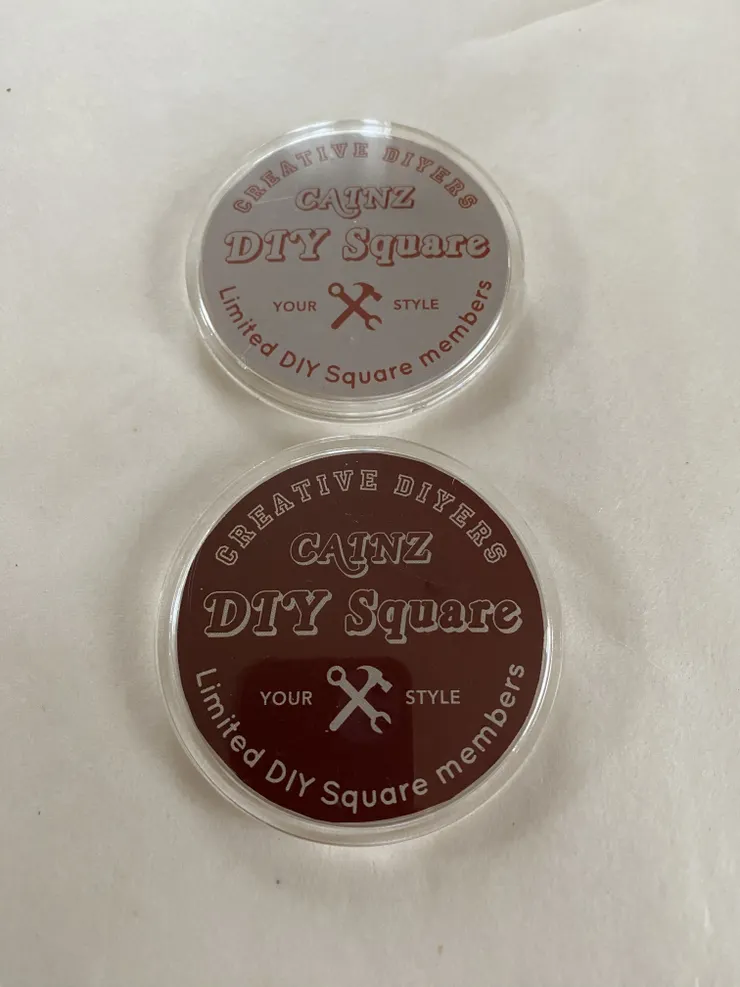 CREATIVE DIYERS
CAINZ
DIY Square
YOUR STYLE
Limited DIY Square members
CREATIVE DIYERS
CAINZ
DIY Square
YOUR STYLE
Limited DIY Square members